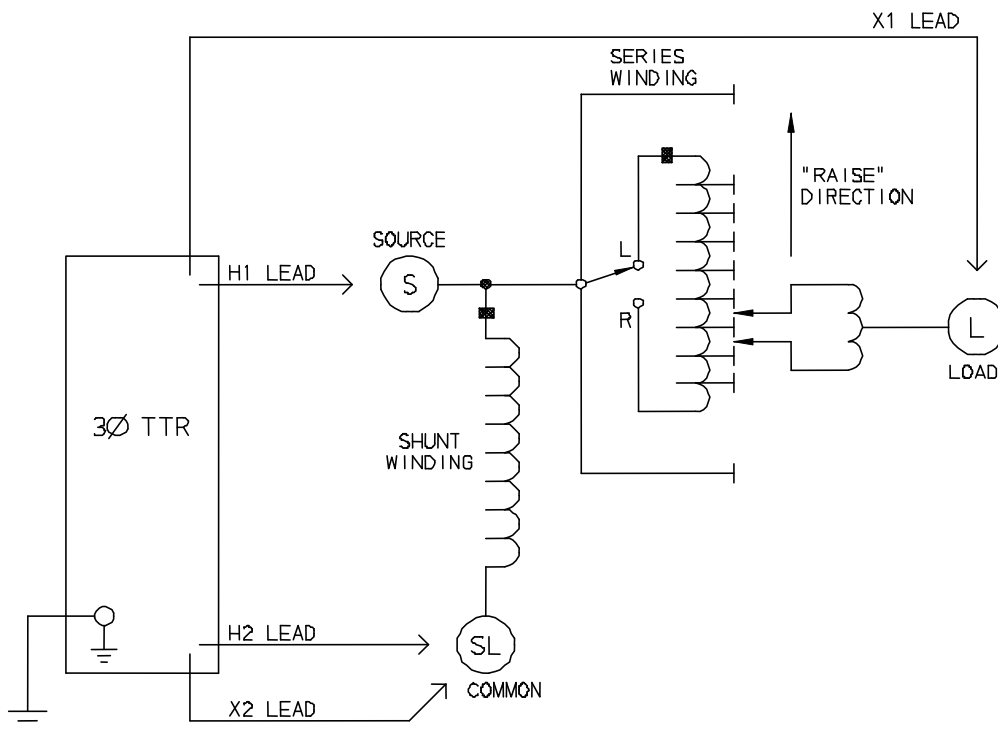 X1 LEAD
SERIES
WINDING
"RAISE"
DIRECTION
SOURCE
H1 LEAD
S
L
R
L
LOAD
3Ø TTR
SHUNT
WINDING
H2 LEAD
SL
COMMON
X2 LEAD